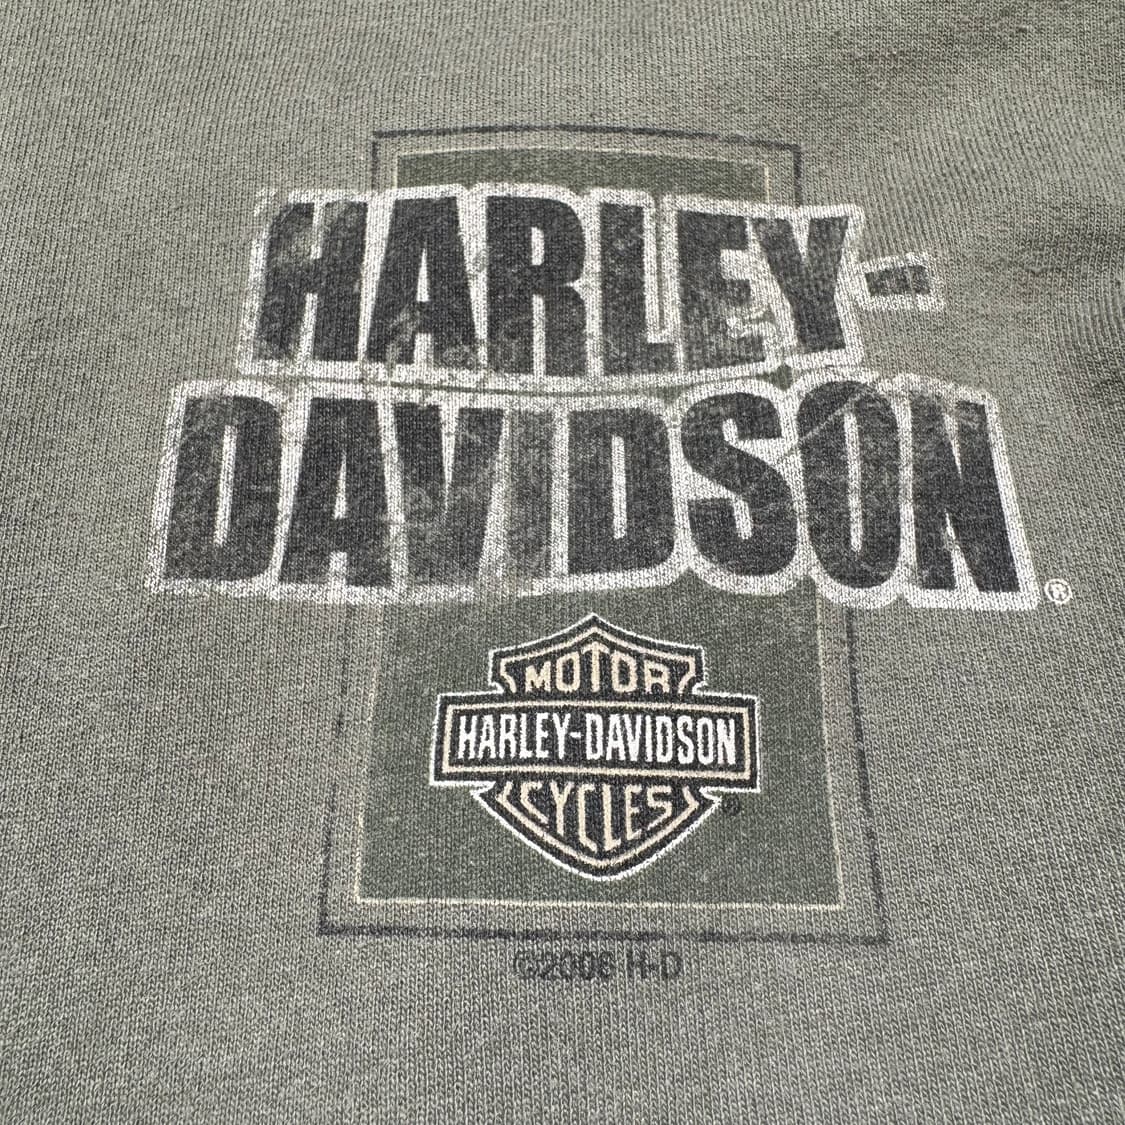 HARLEY-
DAVIDSON®
MOTOR
HARLEY-DAVIDSON
CYCLES
®
©2006 H-D